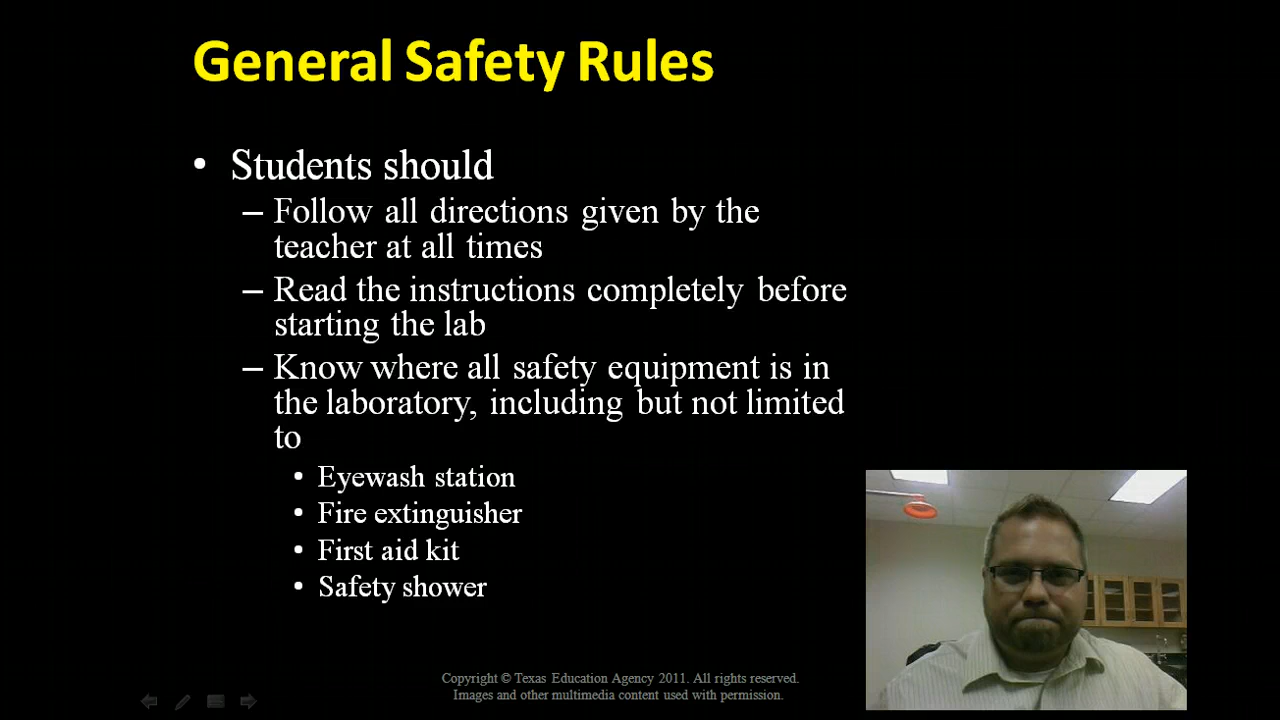 General Safety Rules
• Students should
– Follow all directions given by the
teacher at all times
– Read the instructions completely before
starting the lab
– Know where all safety equipment is in
the laboratory, including but not limited
to
• Eyewash station
• Fire extinguisher
• First aid kit
• Safety shower
Copyright © Texas Education Agency 2011. All rights reserved.
Images and other multimedia content used with permission.